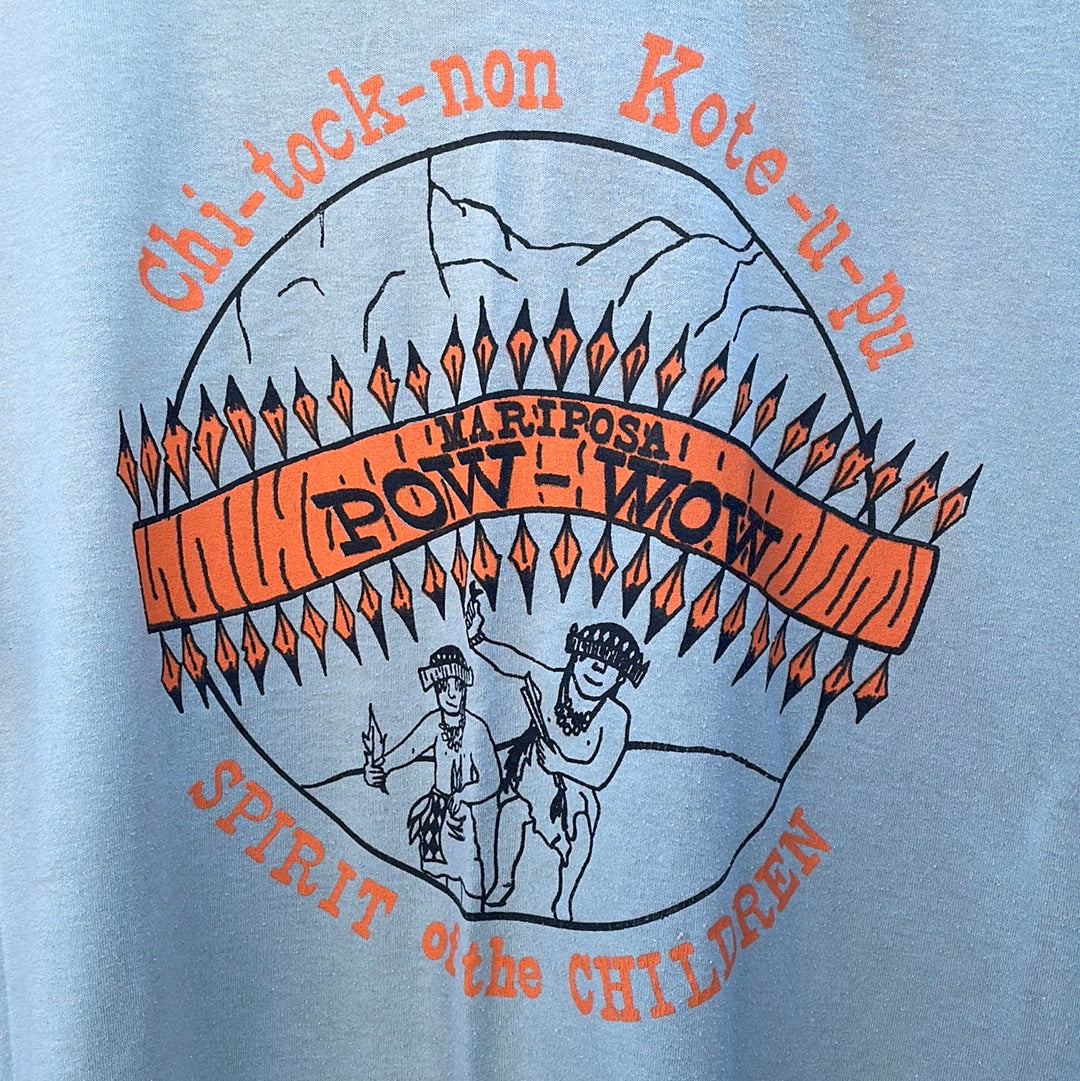 Chi-tock-non Kote-u-pu
MARIPOSA
POW-WOW
SPIRIT of the CHILDREN